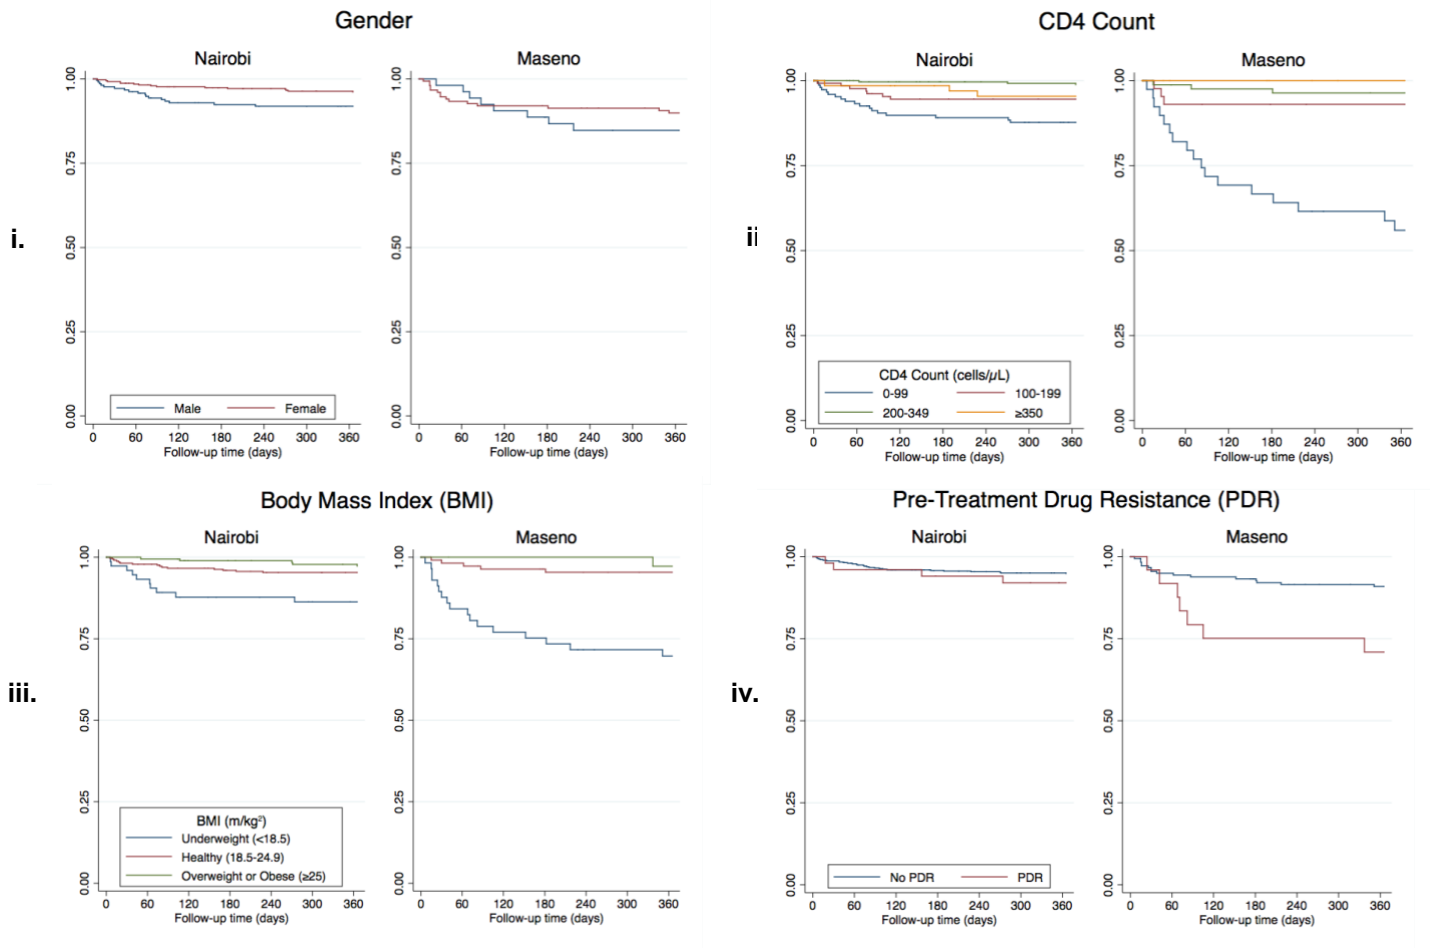 Gender
Nairobi
Maseno
1.00
0.75
0.50
0.25
0.00
Male
Female
0 60 120 180 240 300 360
Follow-up time (days)
1.00
0.75
0.50
0.25
0.00
0 60 120 180 240 300 360
Follow-up time (days)
i.
CD4 Count
Nairobi
Maseno
1.00
0.75
0.50
0.25
0.00
CD4 Count (cells/µL)
0-99
100-199
200-349
≥350
0 60 120 180 240 300 360
Follow-up time (days)
1.00
0.75
0.50
0.25
0.00
0 60 120 180 240 300 360
Follow-up time (days)
ii
Body Mass Index (BMI)
Nairobi
Maseno
1.00
0.75
0.50
0.25
0.00
BMI (m/kg²)
Underweight (<18.5)
Healthy (18.5-24.9)
Overweight or Obese (≥25)
0 60 120 180 240 300 360
Follow-up time (days)
1.00
0.75
0.50
0.25
0.00
0 60 120 180 240 300 360
Follow-up time (days)
iii.
Pre-Treatment Drug Resistance (PDR)
Nairobi
Maseno
1.00
0.75
0.50
0.25
0.00
No PDR
PDR
0 60 120 180 240 300 360
Follow-up time (days)
1.00
0.75
0.50
0.25
0.00
0 60 120 180 240 300 360
Follow-up time (days)
iv.